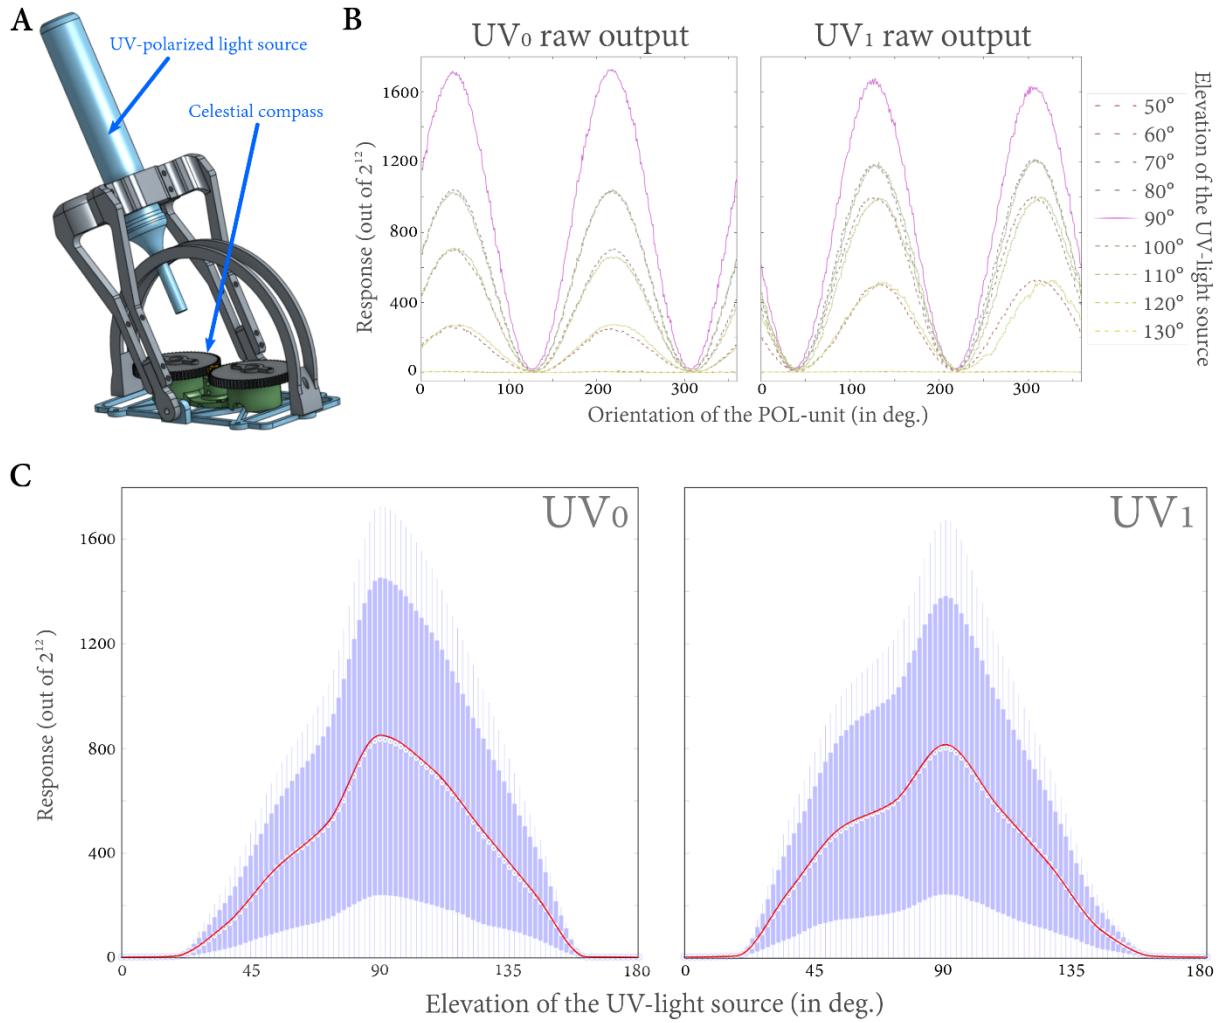 A
UV-polarized light source
Celestial compass
B
UV₀ raw output
UV₁ raw output
Response (out of 2¹²)
1600
1200
800
400
0
0
100
200
300
0
100
200
300
Orientation of the POL-unit (in deg.)
50°
60°
70°
80°
90°
100°
110°
120°
130°
Elevation of the UV-light source
C
UV₀
UV₁
Response (out of 2¹²)
1600
1200
800
400
0
0
45
90
135
180
0
45
90
135
180
Elevation of the UV-light source (in deg.)